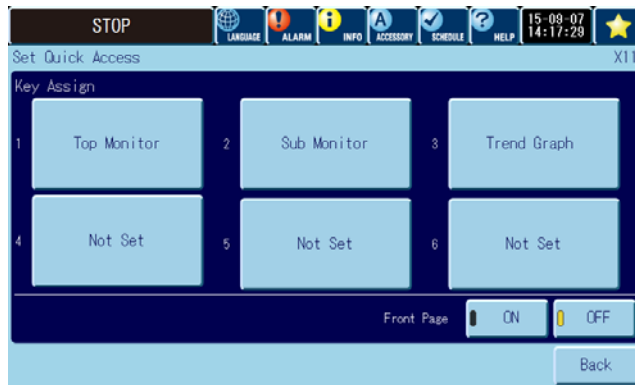 STOP
LANGUAGE
ALARM
INFO
ACCESSORY
SCHEDULE
HELP
15-09-07
14:17:29
Set Quick Access X11
Key Assign
1 Top Monitor 2 Sub Monitor 3 Trend Graph
4 Not Set 5 Not Set 6 Not Set
Front Page ON OFF
Back